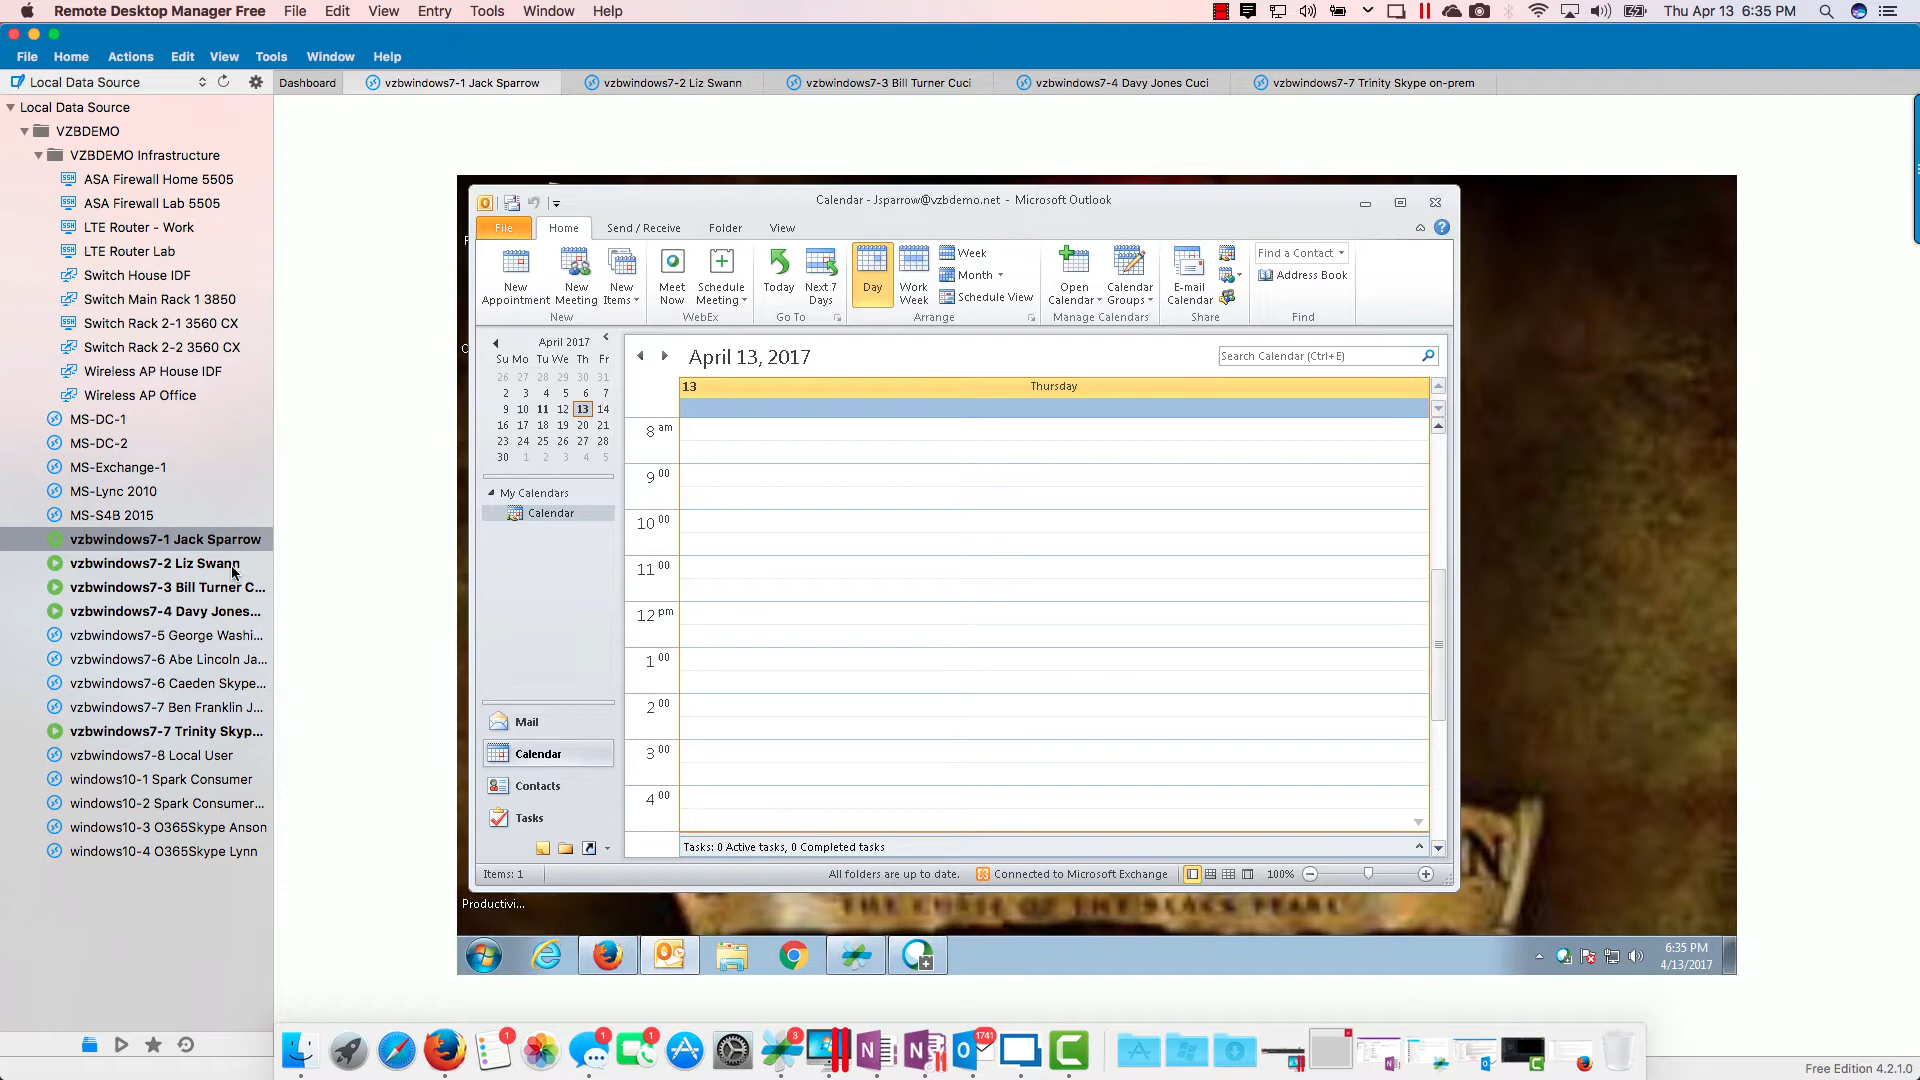 Remote Desktop Manager Free File Edit View Entry Tools Window Help Thu Apr 13 6:35 PM
File Home Actions Edit View Tools Window Help
Local Data Source Dashboard vzbwindows7-1 Jack Sparrow vzbwindows7-2 Liz Swann vzbwindows7-3 Bill Turner Cuci vzbwindows7-4 Davy Jones Cuci vzbwindows7-7 Trinity Skype on-prem
Local Data Source
VZBDEMO
VZBDEMO Infrastructure
SSH ASA Firewall Home 5505
SSH ASA Firewall Lab 5505
SSH LTE Router - Work
SSH LTE Router Lab
Switch House IDF
Switch Main Rack 1 3850
SSH Switch Rack 2-1 3560 CX
Switch Rack 2-2 3560 CX
Wireless AP House IDF
Wireless AP Office
MS-DC-1
MS-DC-2
MS-Exchange-1
MS-Lync 2010
MS-S4B 2015
vzbwindows7-1 Jack Sparrow
vzbwindows7-2 Liz Swann
vzbwindows7-3 Bill Turner C...
vzbwindows7-4 Davy Jones...
vzbwindows7-5 George Washi...
vzbwindows7-6 Abe Lincoln Ja...
vzbwindows7-6 Caeden Skype...
vzbwindows7-7 Ben Franklin J...
vzbwindows7-7 Trinity Skyp...
vzbwindows7-8 Local User
windows10-1 Spark Consumer
windows10-2 Spark Consumer...
windows10-3 O365Skype Anson
windows10-4 O365Skype Lynn
Calendar - Jsparrow@vzbdemo.net - Microsoft Outlook
File Home Send / Receive Folder View
New Appointment New Meeting New Items Meet Now Schedule Meeting Today Next 7 Days Day Work Week Week Month Schedule View Open Calendar Calendar Groups E-mail Calendar Find a Contact Address Book
New WebEx Go To Arrange Manage Calendars Share Find
April 2017
Su Mo Tu We Th Fr
26 27 28 29 30 31
2 3 4 5 6 7
9 10 11 12 13 14
16 17 18 19 20 21
23 24 25 26 27 28
30 1 2 3 4 5
My Calendars
Calendar
Mail
Calendar
Contacts
Tasks
April 13, 2017 Search Calendar (Ctrl+E)
13 Thursday
8 am
9 00
10 00
11 00
12 pm
1 00
2 00
3 00
4 00
Tasks: 0 Active tasks, 0 Completed tasks
Items: 1 All folders are up to date. Connected to Microsoft Exchange 100%
Productivi...
THE CURSE OF THE BLACK PEARL
6:35 PM
4/13/2017
1 1 1 3 1741
Free Edition 4.2.1.0